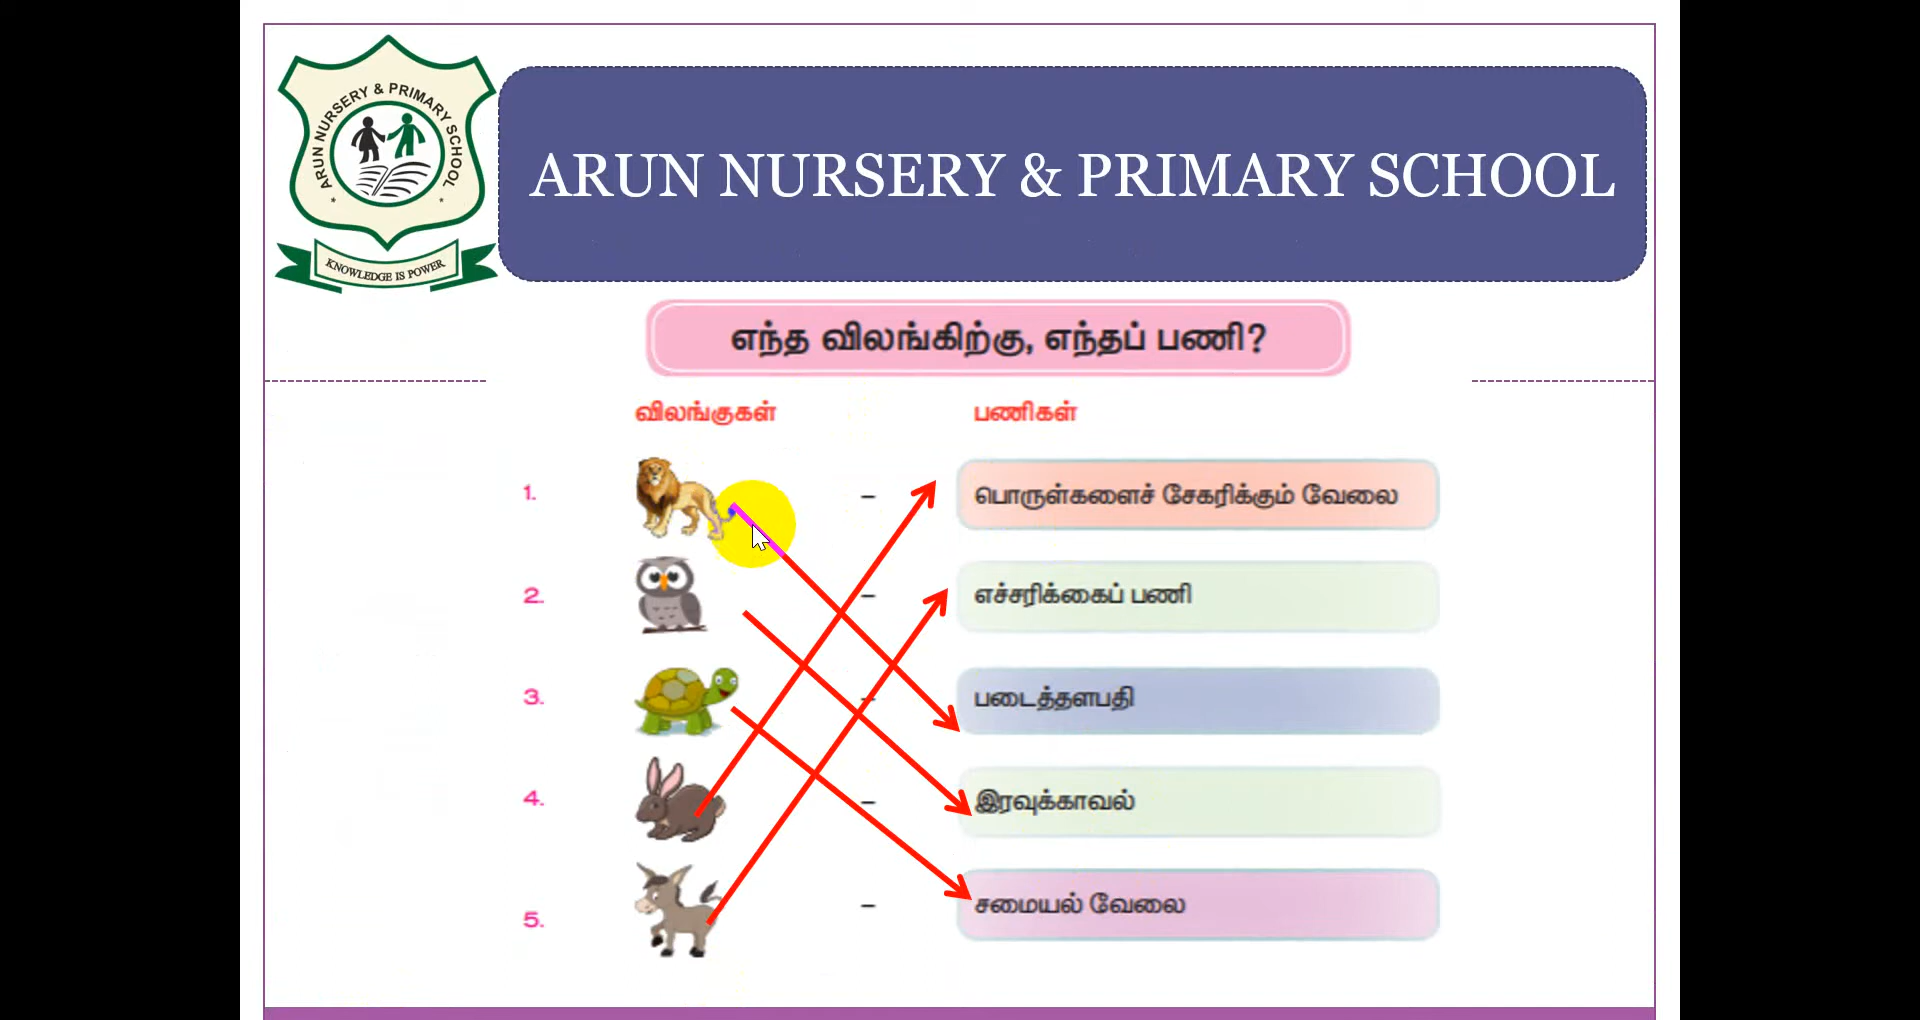 ARUN NURSERY & PRIMARY SCHOOL
KNOWLEDGE IS POWER
ARUN NURSERY & PRIMARY SCHOOL
எந்த விலங்கிற்கு, எந்தப் பணி?
விலங்குகள் பணிகள்
1. – பொருள்களைச் சேகரிக்கும் வேலை
2. – எச்சரிக்கைப் பணி
3. – படைத்தளபதி
4. – இரவுக்காவல்
5. – சமையல் வேலை